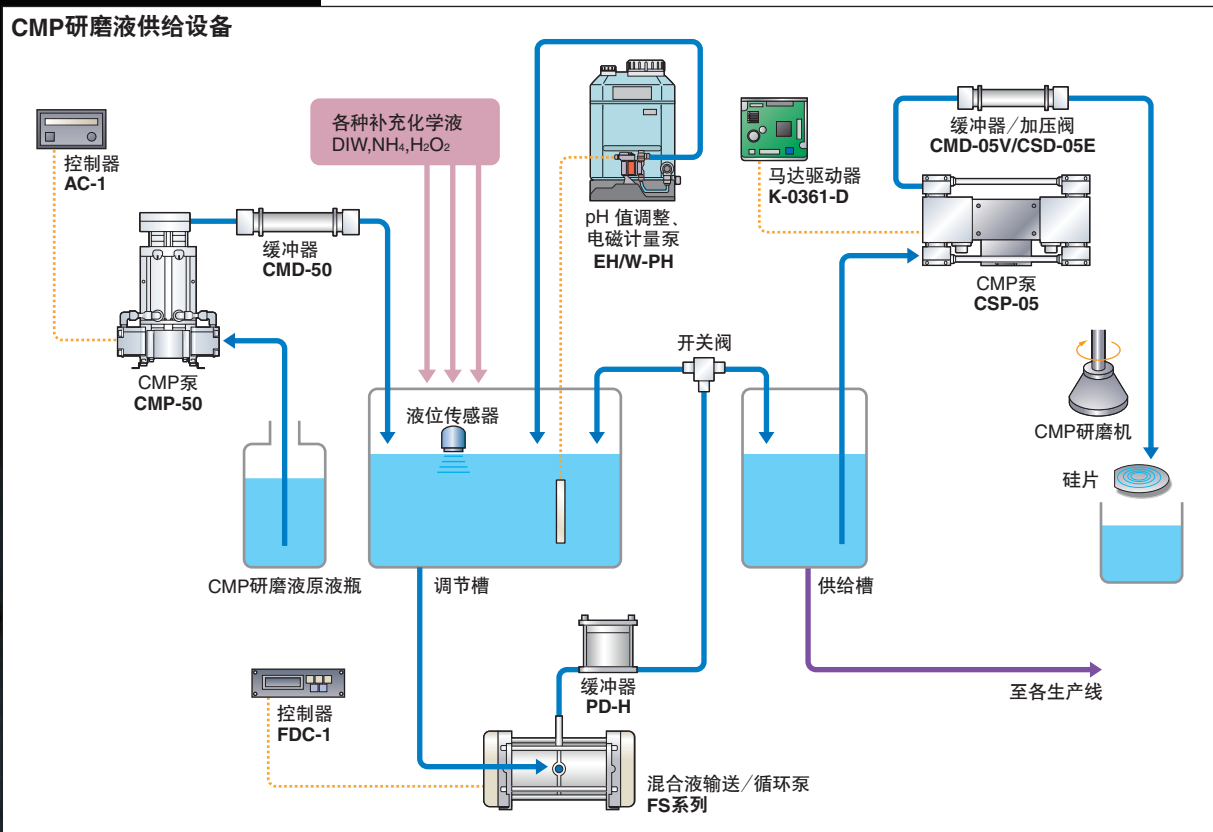 CMP研磨液供给设备
控制器
AC-1
各种补充化学液
DIW,NH₄,H₂O₂
缓冲器
CMD-50
pH 值调整、
电磁计量泵
EH/W-PH
马达驱动器
K-0361-D
缓冲器/加压阀
CMD-05V/CSD-05E
CMP泵
CSP-05
CMP泵
CMP-50
开关阀
液位传感器
CMP研磨机
硅片
CMP研磨液原液瓶
调节槽
供给槽
缓冲器
PD-H
至各生产线
控制器
FDC-1
混合液输送/循环泵
FS系列